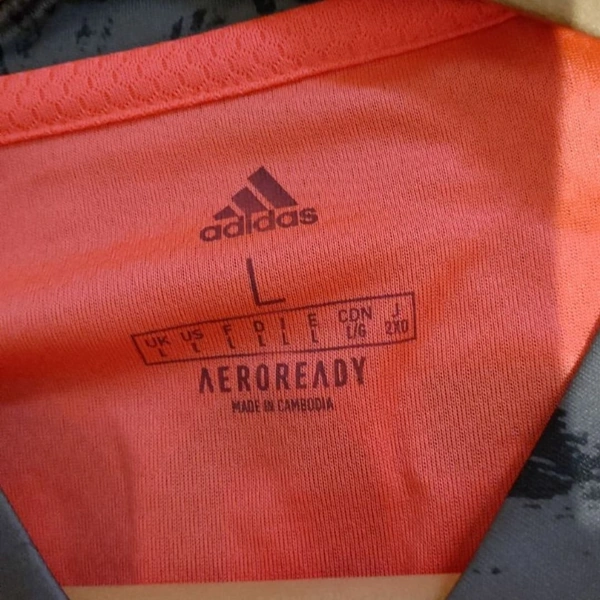 adidas
L
UK US F D I E CDN J
L L L L L L L/G 2XO
AEROREADY
MADE IN CAMBODIA